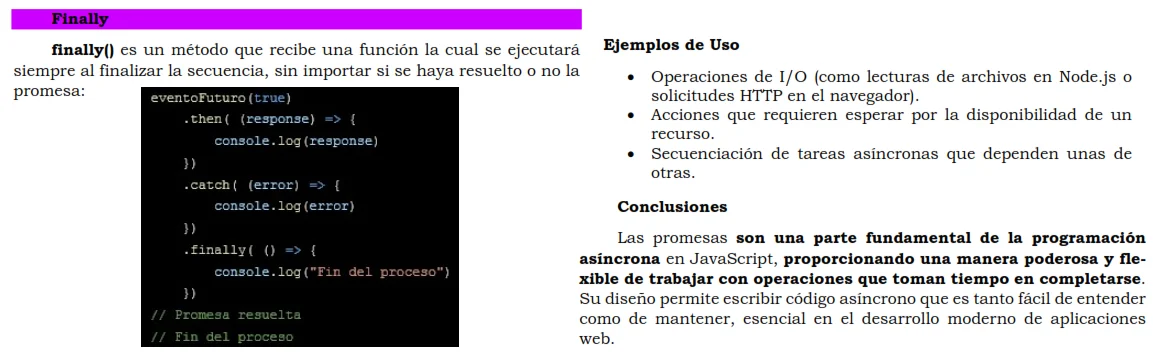 Finally
finally() es un método que recibe una función la cual se ejecutará
siempre al finalizar la secuencia, sin importar si se haya resuelto o no la
promesa:
eventoFuturo(true)
.then( (response) => {
console.log(response)
})
.catch( (error) => {
console.log(error)
})
.finally( () => {
console.log("Fin del proceso")
})
// Promesa resuelta
// Fin del proceso
Ejemplos de Uso
• Operaciones de I/O (como lecturas de archivos en Node.js o
solicitudes HTTP en el navegador).
• Acciones que requieren esperar por la disponibilidad de un
recurso.
• Secuenciación de tareas asíncronas que dependen unas de
otras.
Conclusiones
Las promesas son una parte fundamental de la programación
asíncrona en JavaScript, proporcionando una manera poderosa y fle-
xible de trabajar con operaciones que toman tiempo en completarse.
Su diseño permite escribir código asíncrono que es tanto fácil de entender
como de mantener, esencial en el desarrollo moderno de aplicaciones
web.